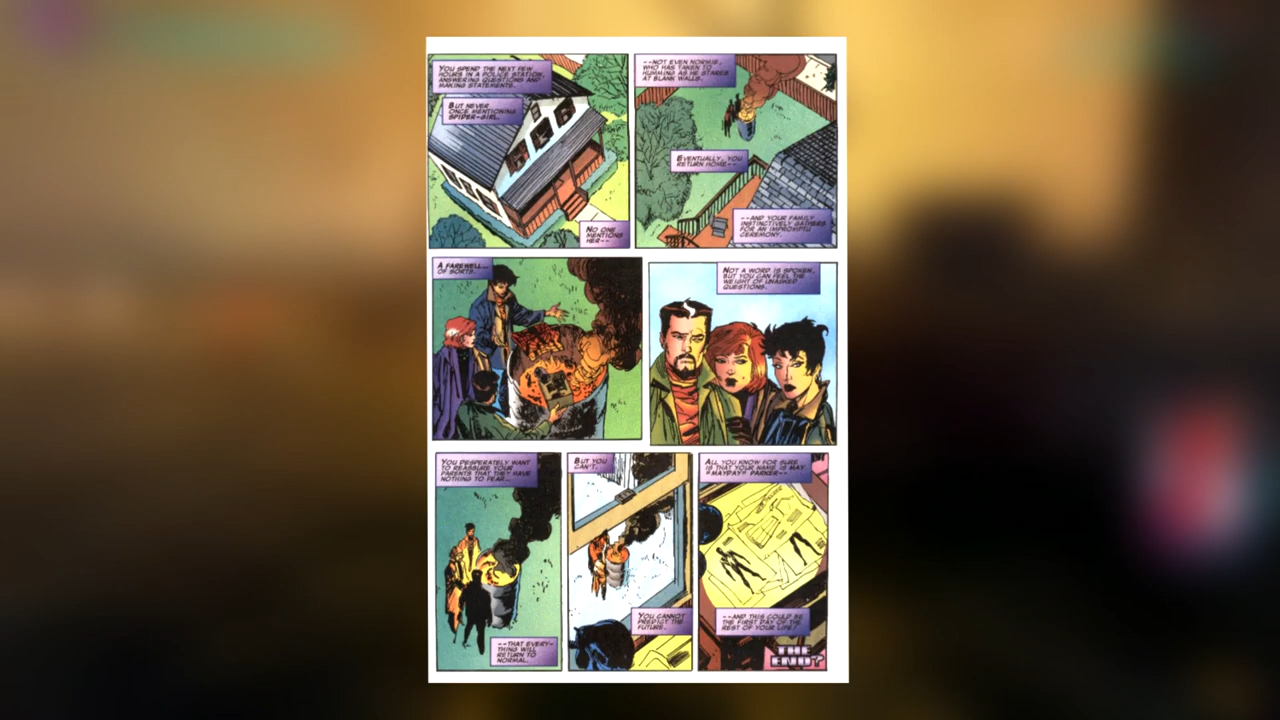 YOU SPEND THE NEXT FEW
HOURS IN A POLICE STATION,
ANSWERING QUESTIONS AND
MAKING STATEMENTS.
BUT NEVER
ONCE MENTIONING
SPIDER-GIRL.
NO ONE
MENTIONS
HER--
--NOT EVEN NORMIE,
WHO HAS TAKEN TO
HUMMING AS HE STARES
AT BLANK WALLS.
EVENTUALLY, YOU
RETURN HOME--
--AND YOUR FAMILY
INSTINCTIVELY GATHERS
FOR AN IMPROMPTU
CEREMONY.
A FAREWELL...
OF SORTS.
NOT A WORD IS SPOKEN,
BUT YOU CAN FEEL THE
WEIGHT OF UNASKED
QUESTIONS.
YOU DESPERATELY WANT
TO REASSURE YOUR
PARENTS THAT THEY HAVE
NOTHING TO FEAR...
--THAT EVERY-
THING WILL
RETURN TO
NORMAL.
BUT YOU
CAN'T.
YOU CANNOT
PREDICT THE
FUTURE.
ALL YOU KNOW FOR SURE
IS THAT YOUR NAME IS MAY
"MAYDAY" PARKER--
--AND THIS COULD BE
THE FIRST DAY OF THE
REST OF YOUR LIFE!
THE
END?